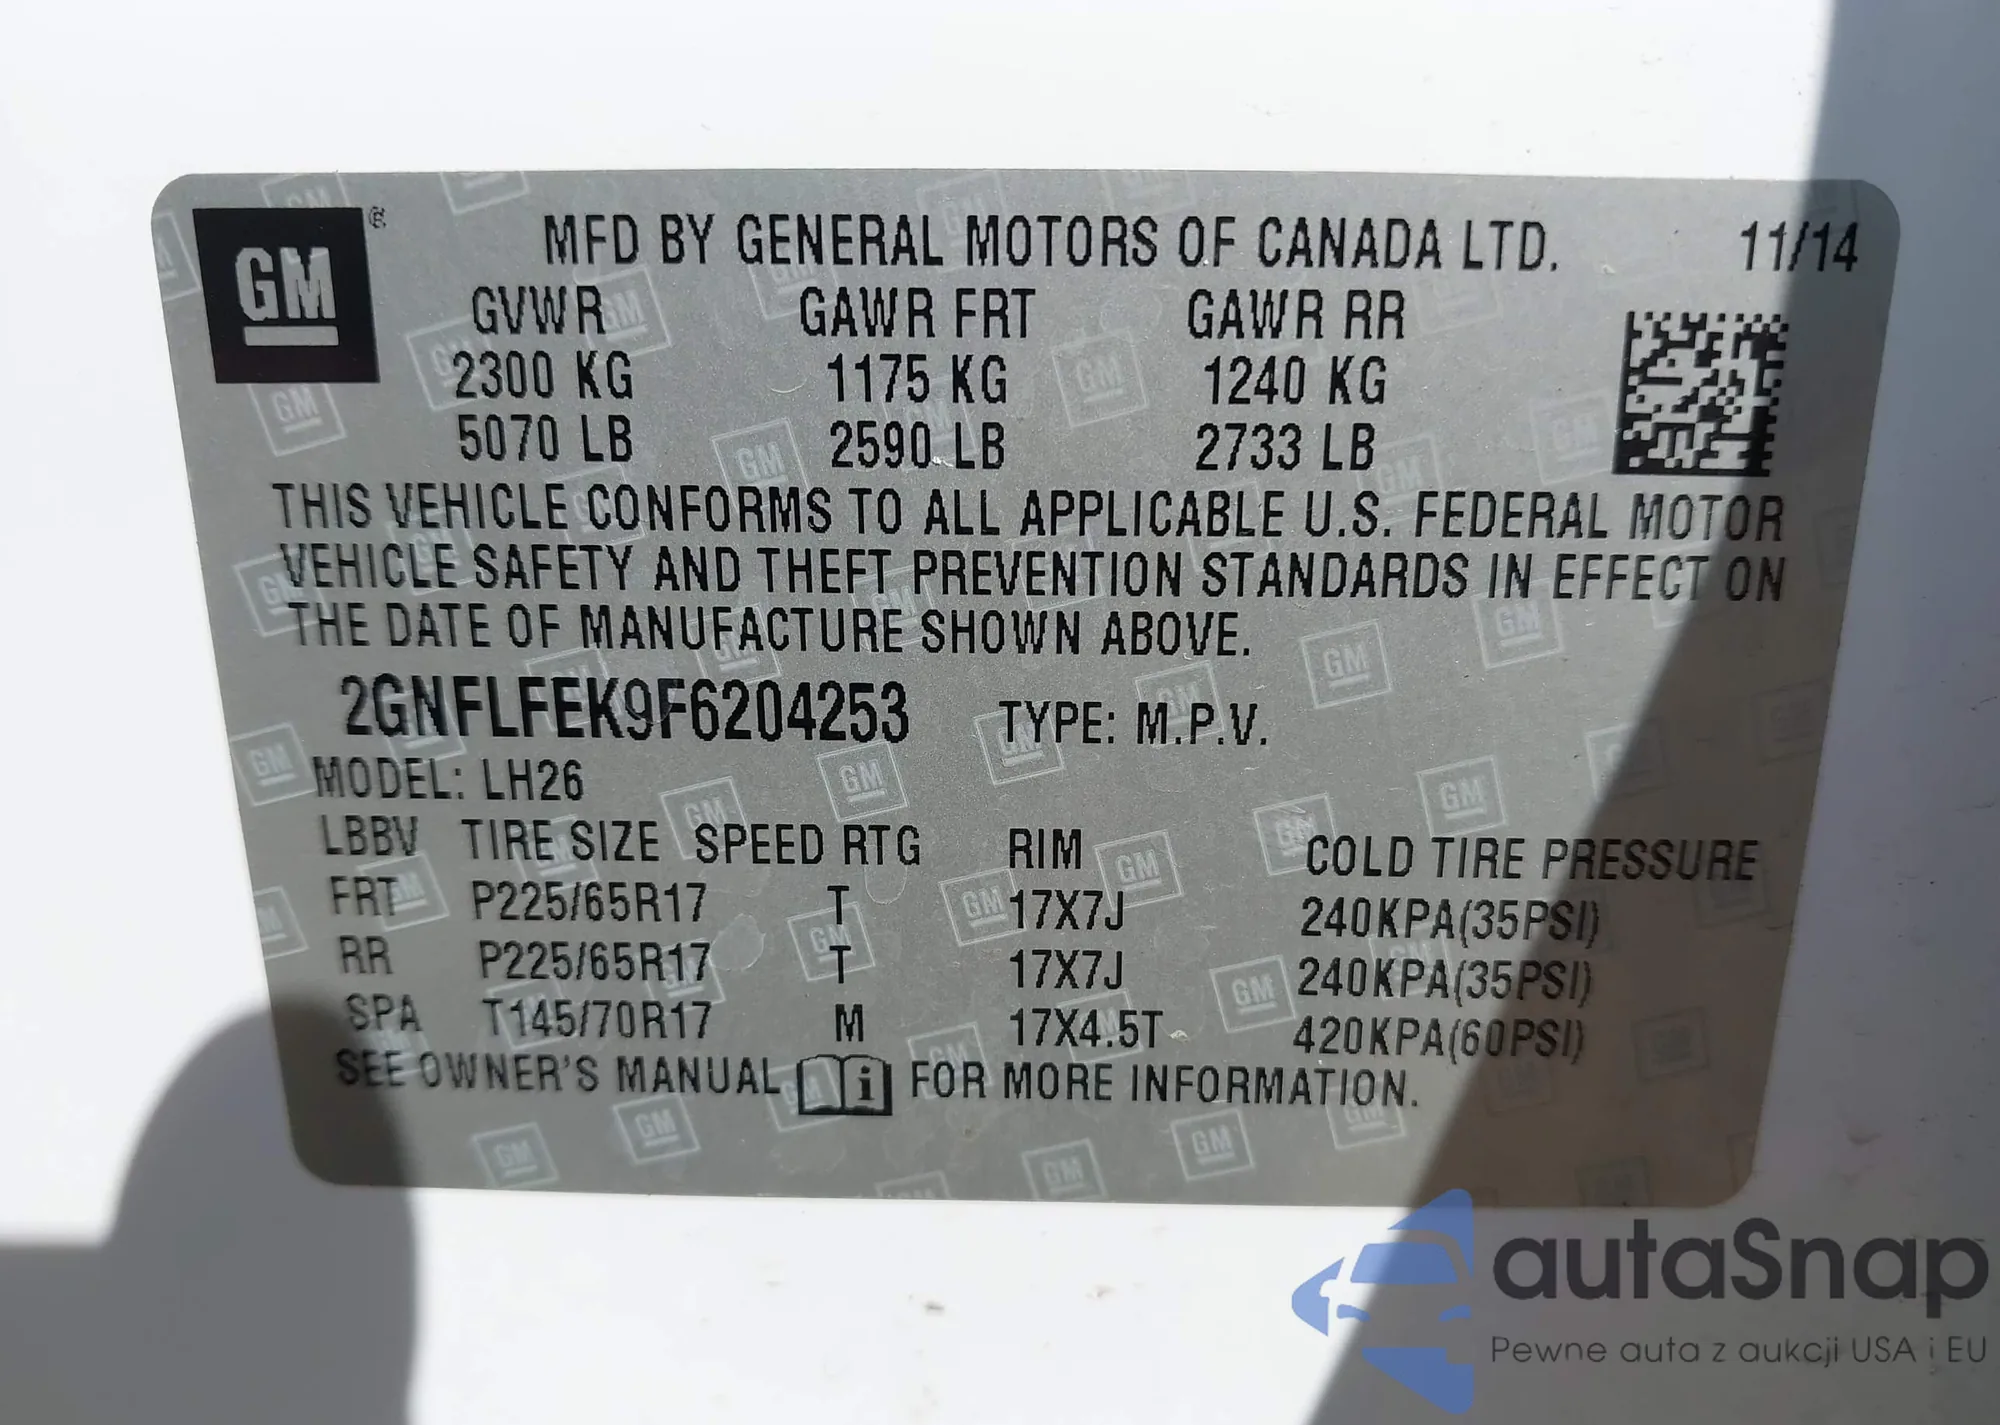 GM ® MFD BY GENERAL MOTORS OF CANADA LTD. 11/14
GVWR GAWR FRT GAWR RR
2300 KG 1175 KG 1240 KG
5070 LB 2590 LB 2733 LB
THIS VEHICLE CONFORMS TO ALL APPLICABLE U.S. FEDERAL MOTOR
VEHICLE SAFETY AND THEFT PREVENTION STANDARDS IN EFFECT ON
THE DATE OF MANUFACTURE SHOWN ABOVE.
2GNFLFEK9F6204253 TYPE: M.P.V.
MODEL: LH26
LBBV TIRE SIZE SPEED RTG RIM COLD TIRE PRESSURE
FRT P225/65R17 T 17X7J 240KPA(35PSI)
RR P225/65R17 T 17X7J 240KPA(35PSI)
SPA T145/70R17 M 17X4.5T 420KPA(60PSI)
SEE OWNER'S MANUAL i FOR MORE INFORMATION.
autaSnap
Pewne auta z aukcji USA i EU